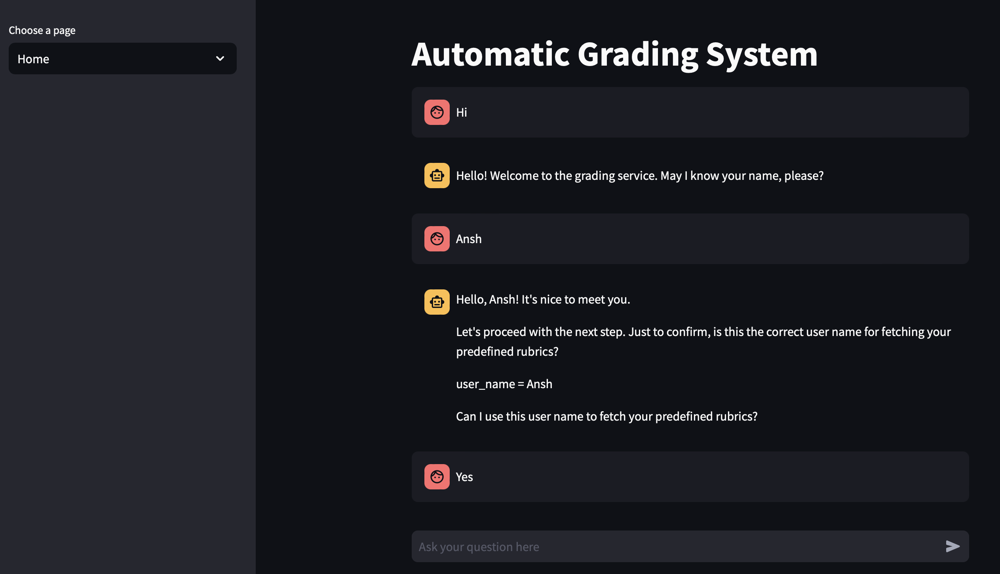 Choose a page
Home
Automatic Grading System
Hi
Hello! Welcome to the grading service. May I know your name, please?
Ansh
Hello, Ansh! It's nice to meet you.
Let's proceed with the next step. Just to confirm, is this the correct user name for fetching your
predefined rubrics?
user_name = Ansh
Can I use this user name to fetch your predefined rubrics?
Yes
Ask your question here